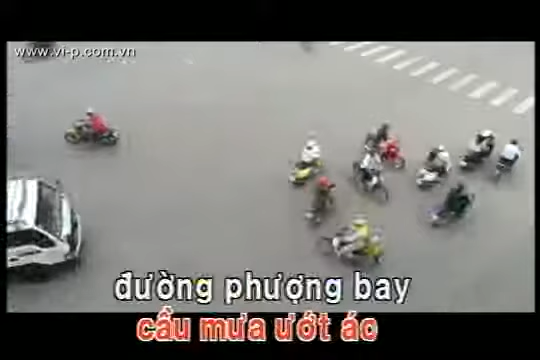 www.vi-p.com.vn
đường phượng bay
cầu mưa ướt áo